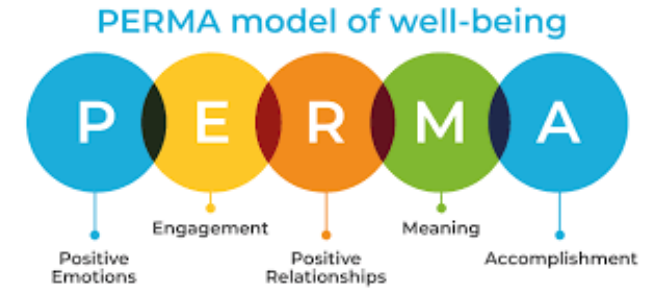 PERMA model of well-being
P E R M A
Engagement
Meaning
Positive
Emotions
Positive
Relationships
Accomplishment